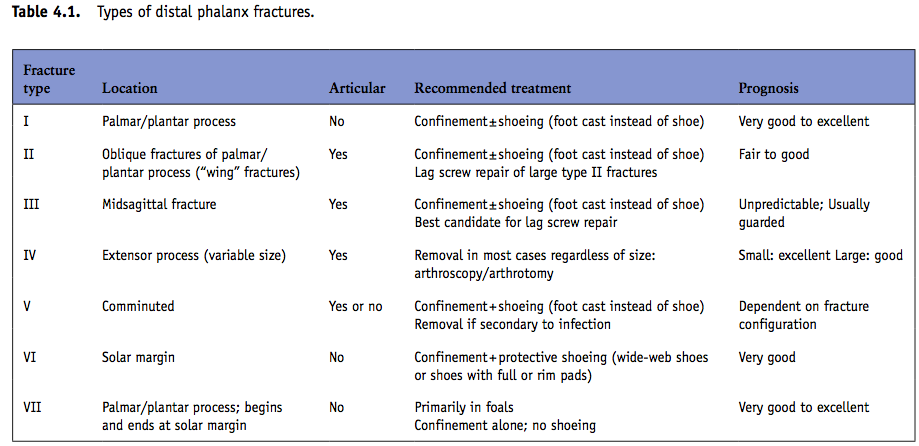 Table 4.1. Types of distal phalanx fractures.
Fracture type Location Articular Recommended treatment Prognosis
I Palmar/plantar process No Confinement±shoeing (foot cast instead of shoe) Very good to excellent
II Oblique fractures of palmar/ Yes Confinement±shoeing (foot cast instead of shoe) Fair to good
plantar process (“wing” fractures) Lag screw repair of large type II fractures
III Midsagittal fracture Yes Confinement±shoeing (foot cast instead of shoe) Unpredictable; Usually
Best candidate for lag screw repair guarded
IV Extensor process (variable size) Yes Removal in most cases regardless of size: Small: excellent Large: good
arthroscopy/arthrotomy
V Comminuted Yes or no Confinement+shoeing (foot cast instead of shoe) Dependent on fracture
Removal if secondary to infection configuration
VI Solar margin No Confinement+protective shoeing (wide-web shoes Very good
or shoes with full or rim pads)
VII Palmar/plantar process; begins No Primarily in foals Very good to excellent
and ends at solar margin Confinement alone; no shoeing